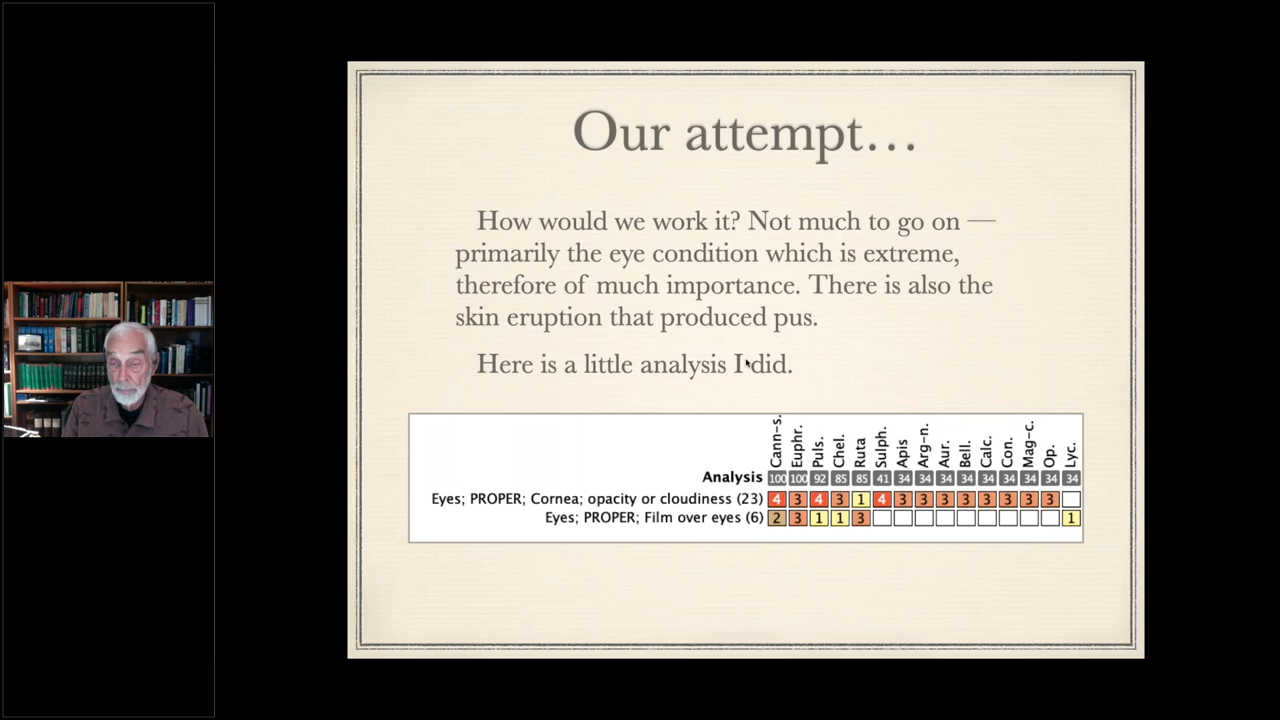 Our attempt…
How would we work it? Not much to go on —
primarily the eye condition which is extreme,
therefore of much importance. There is also the
skin eruption that produced pus.
Here is a little analysis I did.
Cann-s. Euphr. Puls. Chel. Ruta Sulph. Apis Arg-n. Aur. Bell. Calc. Con. Mag-c. Op. Lyc.
Analysis 100 100 92 85 85 41 34 34 34 34 34 34 34 34 34
Eyes; PROPER; Cornea; opacity or cloudiness (23) 4 3 4 3 1 4 3 3 3 3 3 3 3 3
Eyes; PROPER; Film over eyes (6) 2 3 1 1 3 1